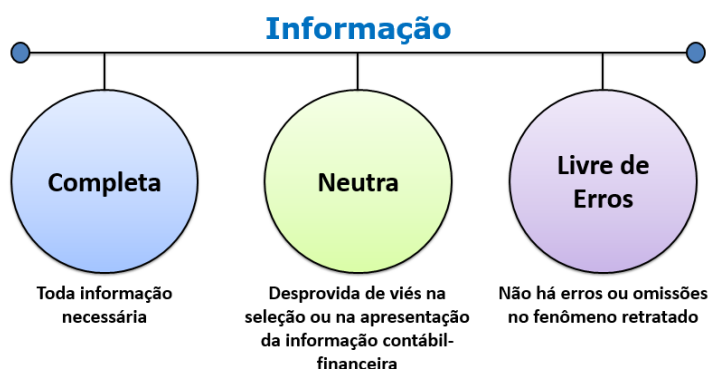 Informação
Completa
Neutra
Livre de
Erros
Toda informação
necessária
Desprovida de viés na
seleção ou na apresentação
da informação contábil-
financeira
Não há erros ou omissões
no fenômeno retratado